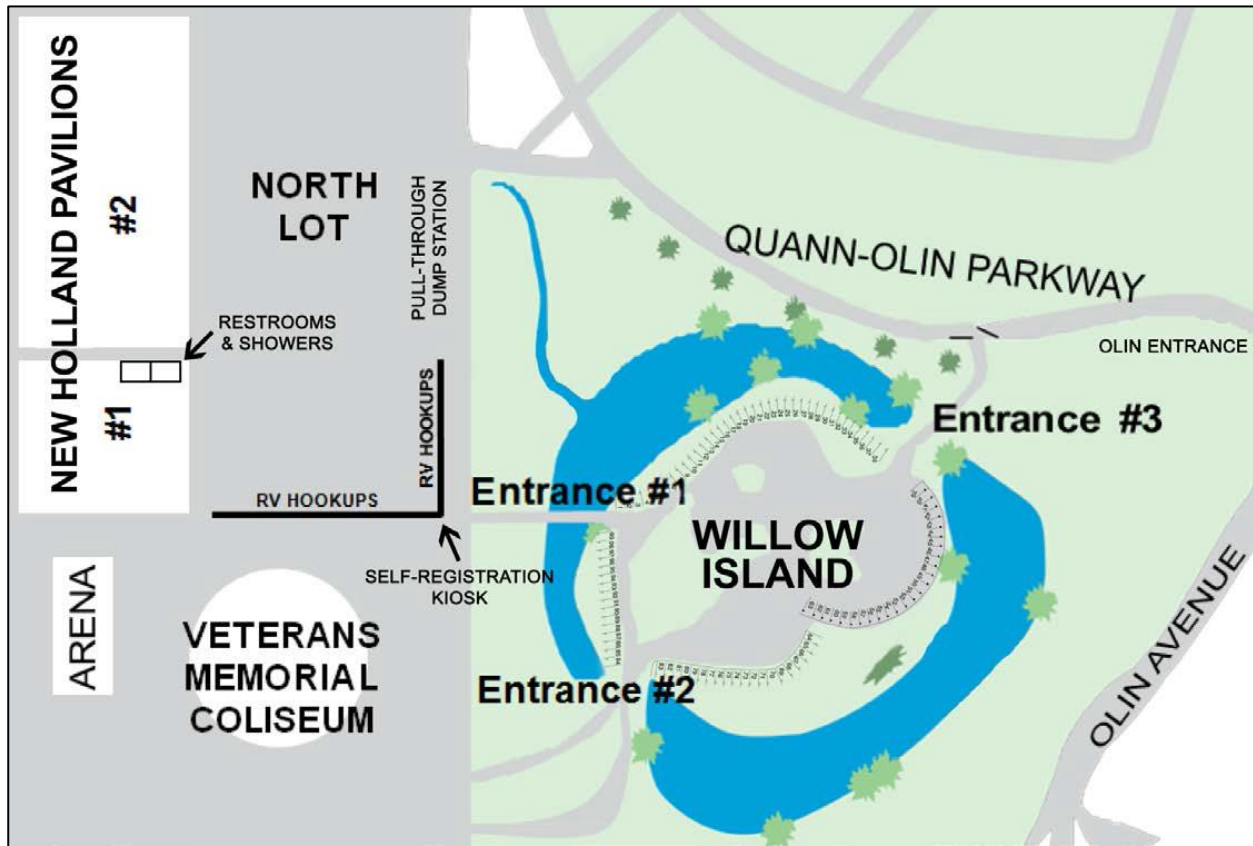 NEW HOLLAND PAVILIONS
#2
#1
NORTH
LOT
PULL-THROUGH
DUMP STATION
RESTROOMS
& SHOWERS
RV HOOKUPS
RV HOOKUPS
SELF-REGISTRATION
KIOSK
ARENA
VETERANS
MEMORIAL
COLISEUM
QUANN-OLIN PARKWAY
OLIN ENTRANCE
Entrance #3
Entrance #1
WILLOW
ISLAND
Entrance #2
OLIN AVENUE